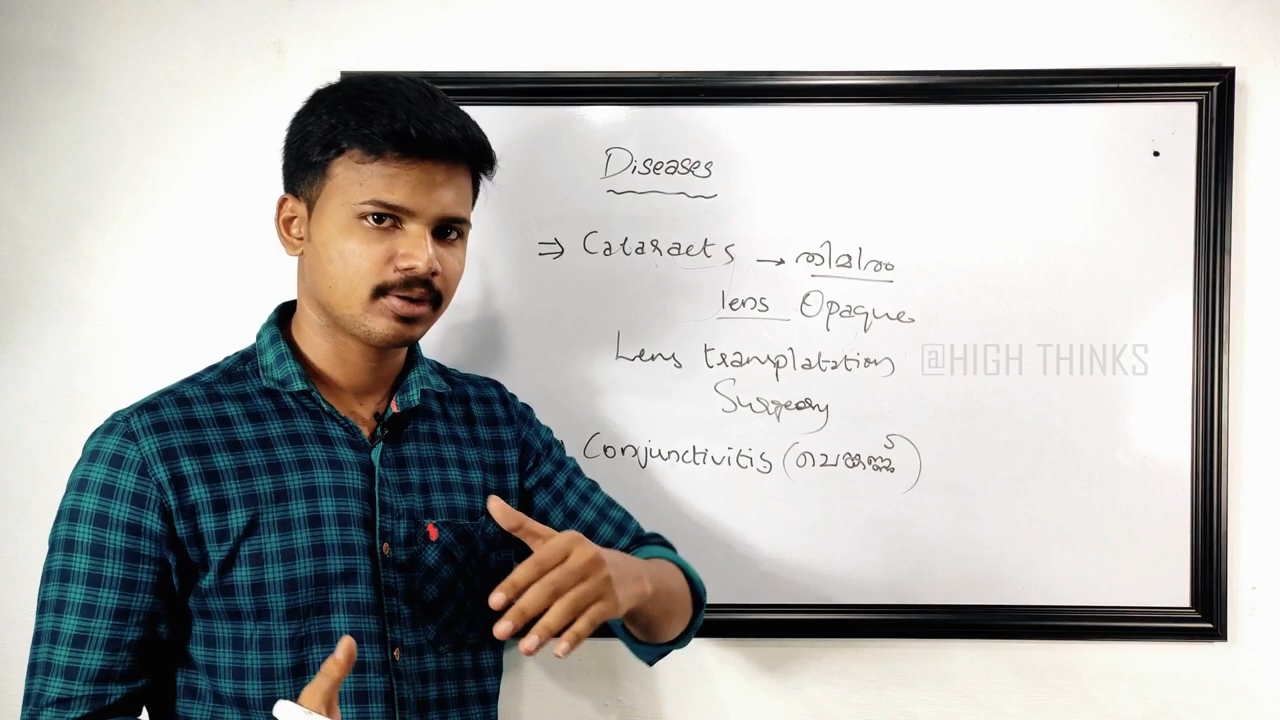 Diseases
⇒ Cataracts → തിമിരം
lens Opaque
Lens transplatation @HIGH THINKS
Surgery
Conjunctivitis (ചെങ്കണ്ണ്)